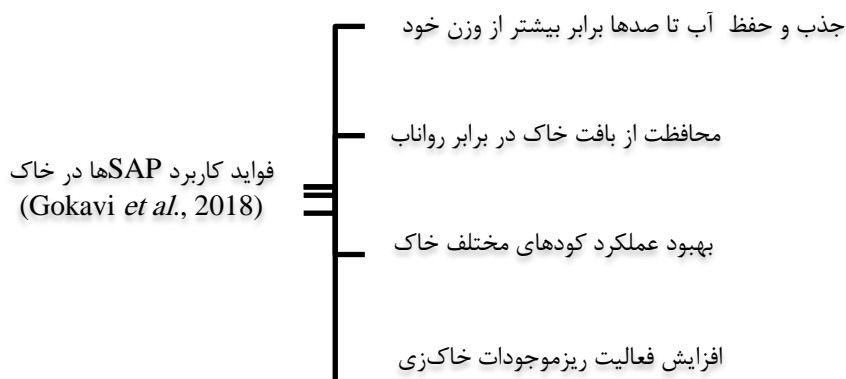 جذب و حفظ آب تا صدها برابر بیشتر از وزن خود
محافظت از بافت خاک در برابر رواناب
فواید کاربرد SAPها در خاک
(Gokavi et al., 2018)
بهبود عملکرد کودهای مختلف خاک
افزایش فعالیت ریزموجودات خاک‌زی